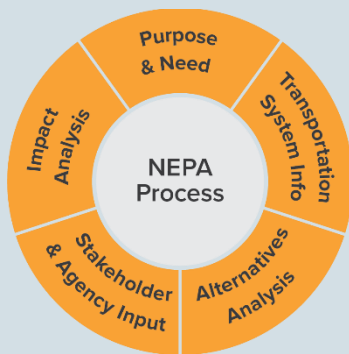 Purpose
& Need
Transportation
System Info
Alternatives
Analysis
Stakeholder
& Agency Input
Impact
Analysis
NEPA
Process